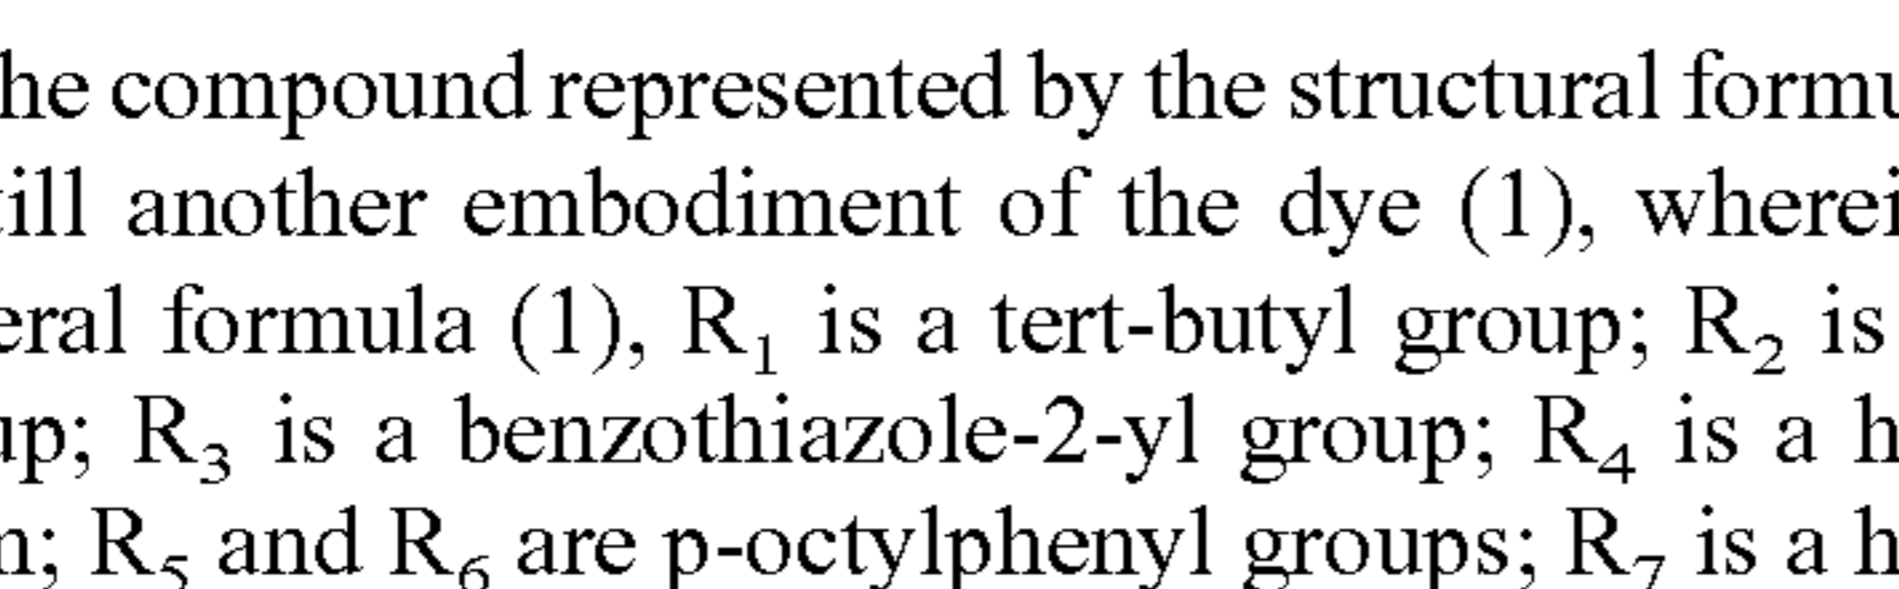 he compound represented by the structural formu
till another embodiment of the dye (1), wherei
eral formula (1), R₁ is a tert-butyl group; R₂ is
up; R₃ is a benzothiazole-2-yl group; R₄ is a h
n; R₅ and R₆ are p-octylphenyl groups; R₇ is a h